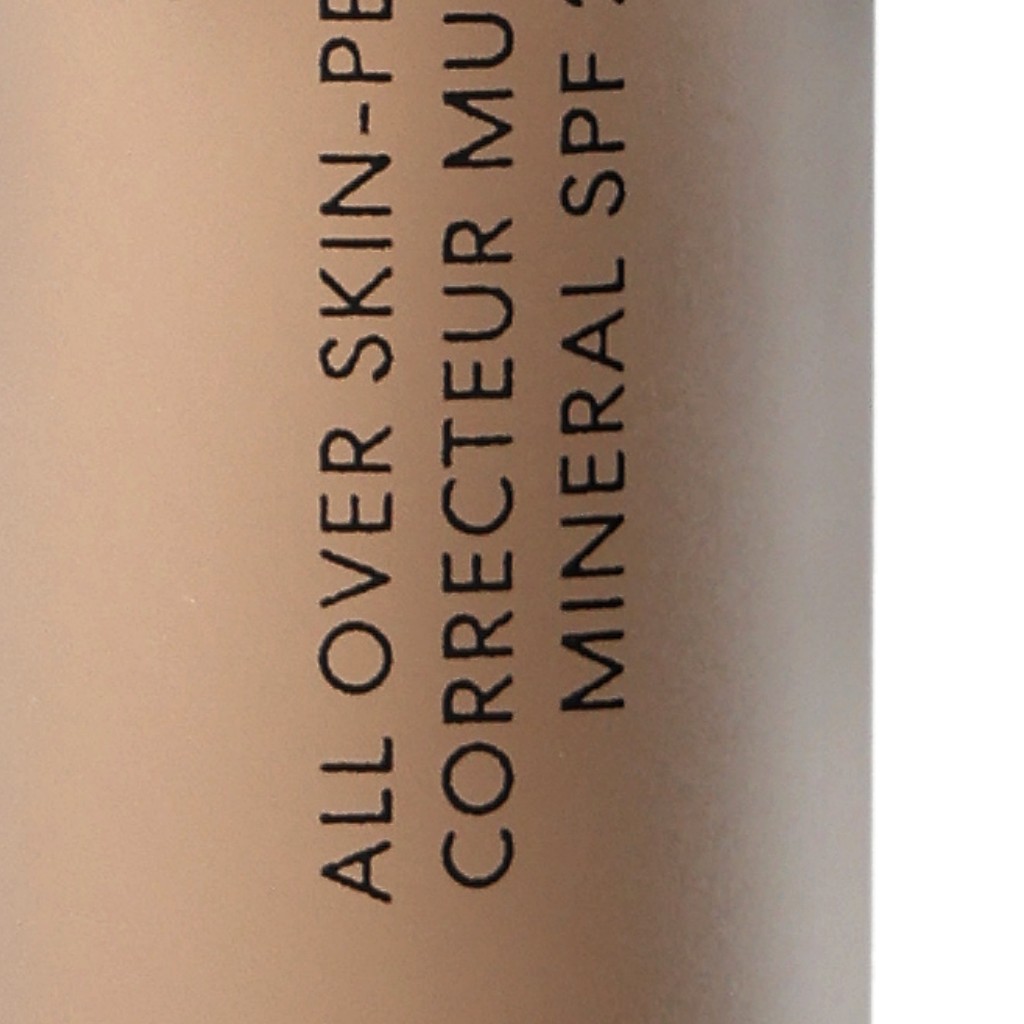 ALL OVER SKIN-PE
CORRECTEUR MU
MINERAL SPF